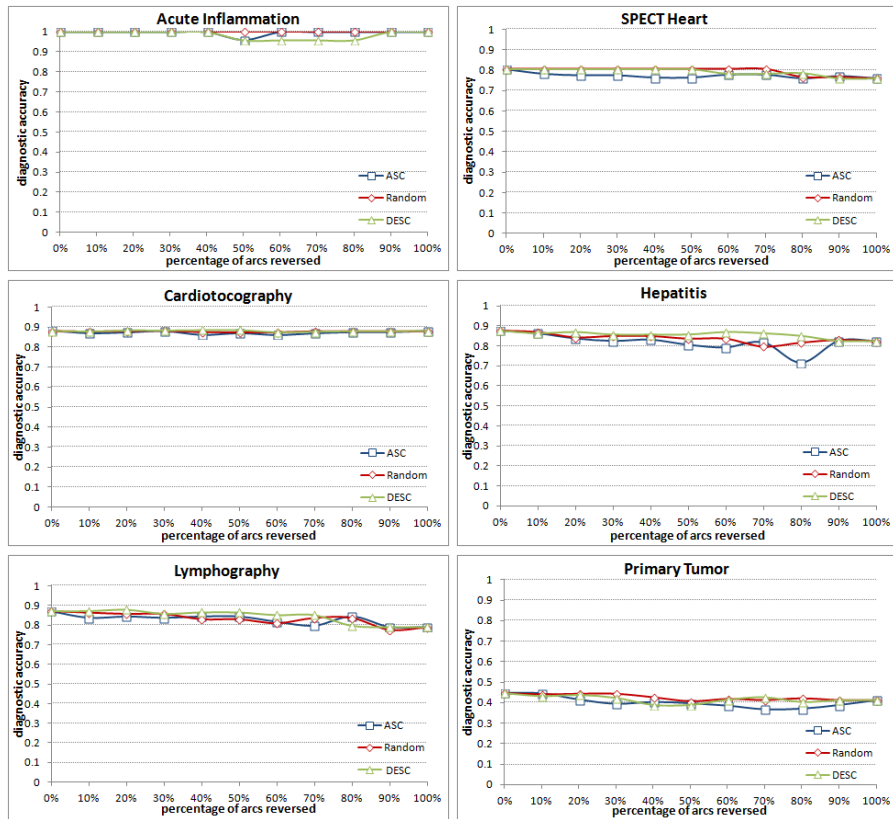 Acute Inflammation
diagnostic accuracy
1
0.9
0.8
0.7
0.6
0.5
0.4
0.3
0.2
0.1
0
ASC
Random
DESC
0% 10% 20% 30% 40% 50% 60% 70% 80% 90% 100%
percentage of arcs reversed
SPECT Heart
diagnostic accuracy
1
0.9
0.8
0.7
0.6
0.5
0.4
0.3
0.2
0.1
0
ASC
Random
DESC
0% 10% 20% 30% 40% 50% 60% 70% 80% 90% 100%
percentage of arcs reversed
Cardiotocography
diagnostic accuracy
1
0.9
0.8
0.7
0.6
0.5
0.4
0.3
0.2
0.1
0
ASC
Random
DESC
0% 10% 20% 30% 40% 50% 60% 70% 80% 90% 100%
percentage of arcs reversed
Hepatitis
diagnostic accuracy
1
0.9
0.8
0.7
0.6
0.5
0.4
0.3
0.2
0.1
0
ASC
Random
DESC
0% 10% 20% 30% 40% 50% 60% 70% 80% 90% 100%
percentage of arcs reversed
Lymphography
diagnostic accuracy
1
0.9
0.8
0.7
0.6
0.5
0.4
0.3
0.2
0.1
0
ASC
Random
DESC
0% 10% 20% 30% 40% 50% 60% 70% 80% 90% 100%
percentage of arcs reversed
Primary Tumor
diagnostic accuracy
1
0.9
0.8
0.7
0.6
0.5
0.4
0.3
0.2
0.1
0
ASC
Random
DESC
0% 10% 20% 30% 40% 50% 60% 70% 80% 90% 100%
percentage of arcs reversed